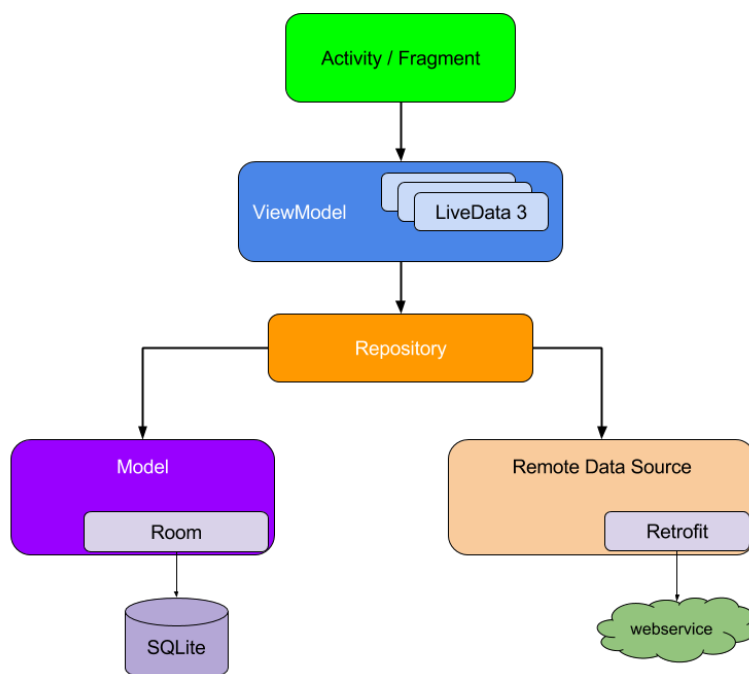 Activity / Fragment
ViewModel
LiveData 3
Repository
Model
Remote Data Source
Room
Retrofit
SQLite
webservice